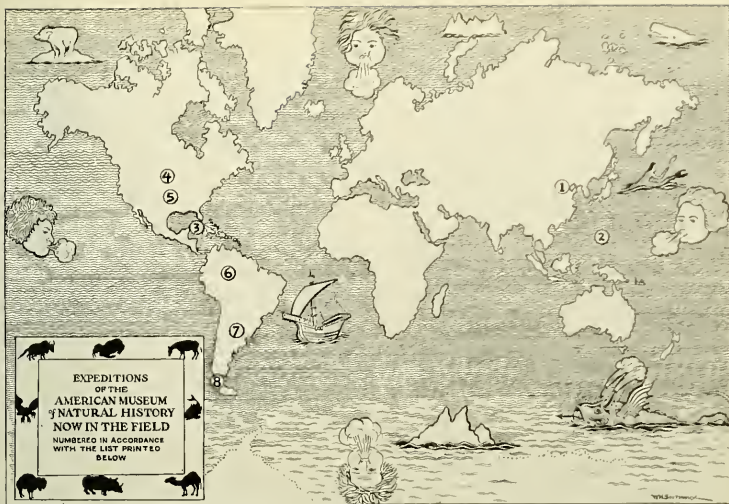 4
5
3
1
2
6
7
8
EXPEDITIONS
OF THE
AMERICAN MUSEUM
of NATURAL HISTORY
NOW IN THE FIELD
NUMBERED IN ACCORDANCE
WITH THE LIST PRINTED
BELOW